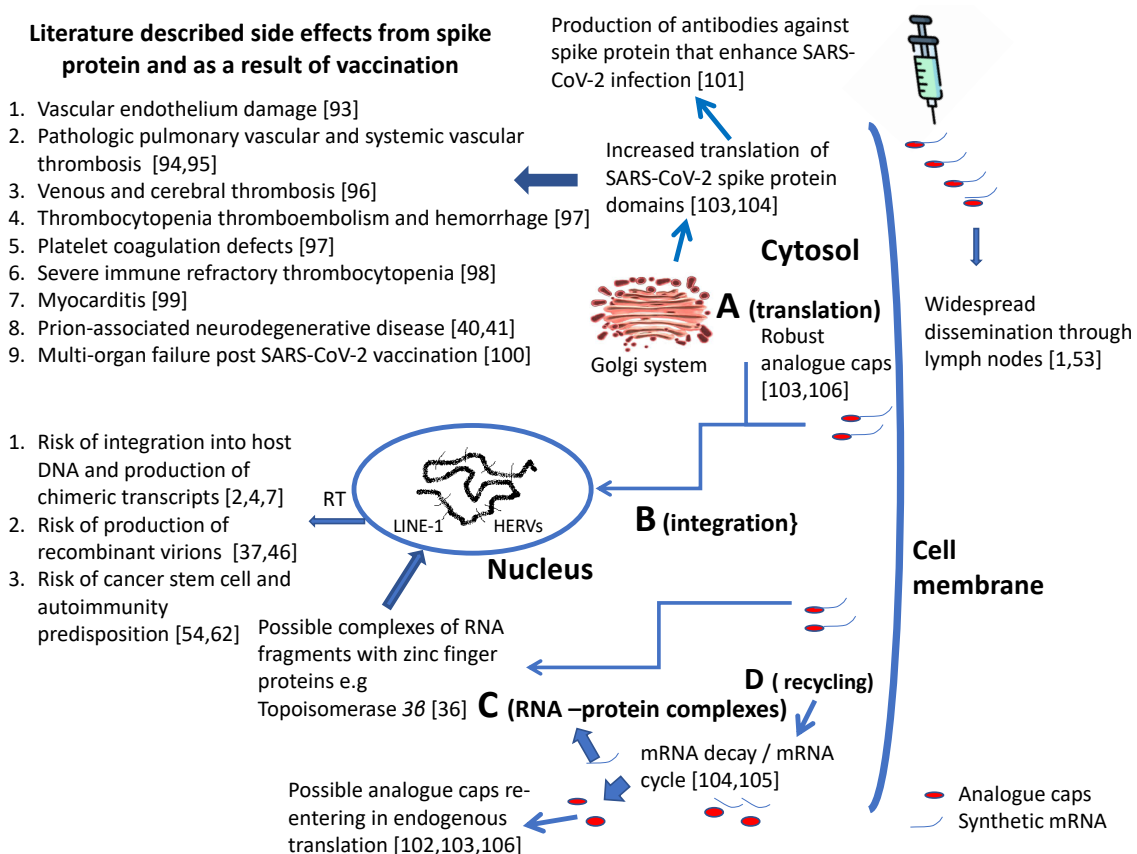 Literature described side effects from spike
protein and as a result of vaccination
1. Vascular endothelium damage [93]
2. Pathologic pulmonary vascular and systemic vascular
thrombosis [94,95]
3. Venous and cerebral thrombosis [96]
4. Thrombocytopenia thromboembolism and hemorrhage [97]
5. Platelet coagulation defects [97]
6. Severe immune refractory thrombocytopenia [98]
7. Myocarditis [99]
8. Prion-associated neurodegenerative disease [40,41]
9. Multi-organ failure post SARS-CoV-2 vaccination [100]
Production of antibodies against
spike protein that enhance SARS-
CoV-2 infection [101]
Increased translation of
SARS-CoV-2 spike protein
domains [103,104]
Cytosol
A (translation)
Golgi system
Robust
analogue caps
[103,106]
Widespread
dissemination through
lymph nodes [1,53]
1. Risk of integration into host
DNA and production of
chimeric transcripts [2,4,7]
2. Risk of production of
recombinant virions [37,46]
3. Risk of cancer stem cell and
autoimmunity
predisposition [54,62]
RT
LINE-1 HERVs
Nucleus
B (integration}
Cell
membrane
Possible complexes of RNA
fragments with zinc finger
proteins e.g
Topoisomerase 3β [36]
C (RNA –protein complexes)
D ( recycling)
mRNA decay / mRNA
cycle [104,105]
Possible analogue caps re-
entering in endogenous
translation [102,103,106]
Analogue caps
Synthetic mRNA